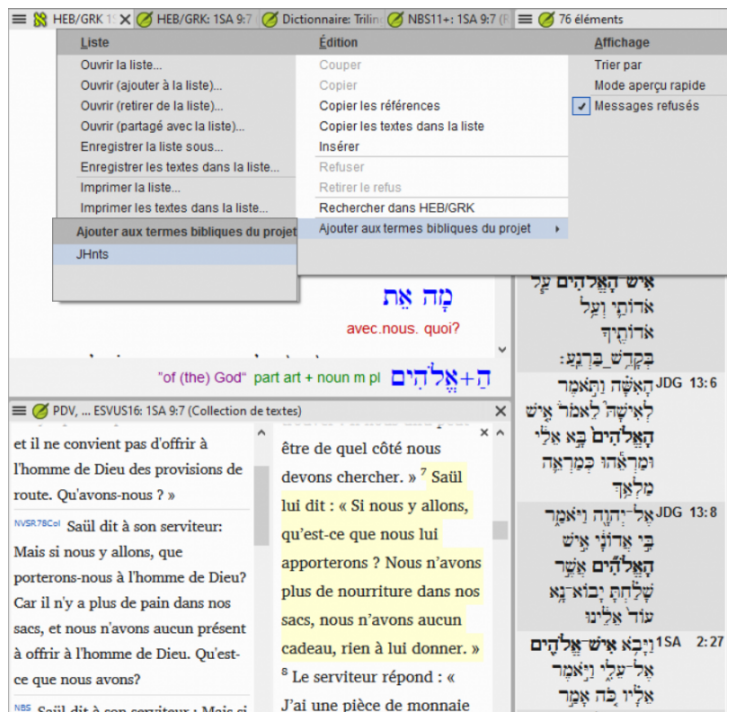 HEB/GRK 1S
HEB/GRK: 1SA 9:7
Dictionnaire: Trilin
NBS11+: 1SA 9:7 (F
76 éléments
Liste
Ouvrir la liste...
Ouvrir (ajouter à la liste)...
Ouvrir (retirer de la liste)...
Ouvrir (partagé avec la liste)...
Enregistrer la liste sous...
Enregistrer les textes dans la liste...
Imprimer la liste...
Imprimer les textes dans la liste...
Ajouter aux termes bibliques du projet
JHnts
Édition
Couper
Copier
Copier les références
Copier les textes dans la liste
Insérer
Refuser
Retirer le refus
Rechercher dans HEB/GRK
Ajouter aux termes bibliques du projet
Affichage
Trier par
Mode aperçu rapide
Messages refusés
מָה אֵת
avec.nous. quoi?
"of (the) God" part art + noun m pl הַ+אֱלֹהִים
PDV, ... ESVUS16: 1SA 9:7 (Collection de textes)
et il ne convient pas d'offrir à
l'homme de Dieu des provisions de
route. Qu'avons-nous ? »
NVSR78Col Saül dit à son serviteur:
Mais si nous y allons, que
porterons-nous à l'homme de Dieu?
Car il n'y a plus de pain dans nos
sacs, et nous n'avons aucun présent
à offrir à l'homme de Dieu. Qu'est-
ce que nous avons?
NBS Saül dit à son serviteur : Mais si
être de quel côté nous
devons chercher. » 7 Saül
lui dit : « Si nous y allons,
qu'est-ce que nous lui
apporterons ? Nous n'avons
plus de nourriture dans nos
sacs, nous n'avons aucun
cadeau, rien à lui donner. »
8 Le serviteur répond : «
J'ai une pièce de monnaie
אִישׁ־הָאֱלֹהִים עַל
אֹדוֹתַי וְעַל
אֹדוֹתֶיךָ
בְּקָדֵשׁ בַּרְנֵעַ׃
JDG 13:6 הָאִשָּׁה וַתֹּאמֶר
לְאִישָׁהּ לֵאמֹר אִישׁ
הָאֱלֹהִים בָּא אֵלַי
וּמַרְאֵהוּ כְּמַרְאֵה
מַלְאַךְ
JDG 13:8 אֶל־יְהוָה וַיֹּאמַר
בִּי אֲדוֹנָי אִישׁ
הָאֱלֹהִים אֲשֶׁר
שָׁלַחְתָּ יָבוֹא־נָא
עוֹד אֵלֵינוּ
1SA 2:27 וַיָּבֹא אִישׁ־אֱלֹהִים
אֶל־עֵלִי וַיֹּאמֶר
אֵלָיו כֹּה אָמַר